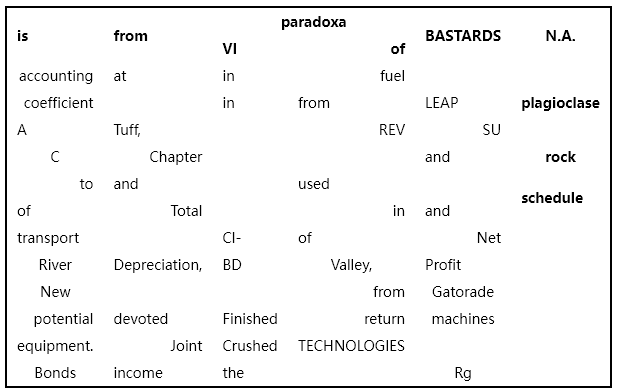 paradoxa
is from BASTARDS N.A.
VI of
accounting at in fuel
coefficient in from LEAP plagioclase
A Tuff, REV SU
C Chapter and rock
to and used
schedule
of Total in and
transport CI- of Net
River Depreciation, BD Valley, Profit
New from Gatorade
potential devoted Finished return machines
equipment. Joint Crushed TECHNOLOGIES
Bonds income the Rg